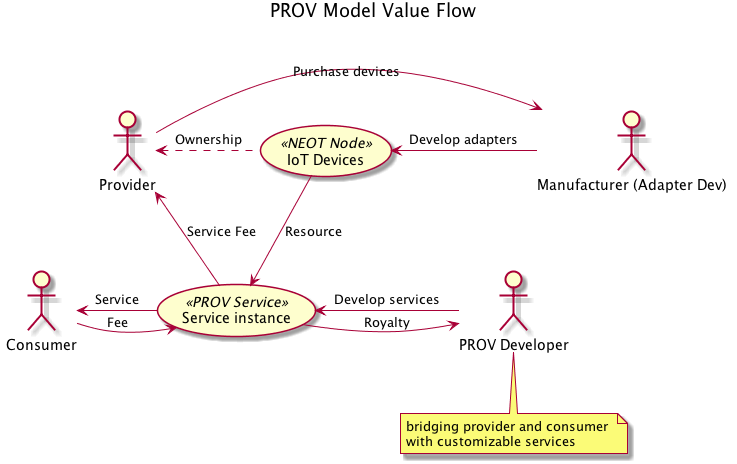 PROV Model Value Flow
Purchase devices
Ownership
«NEOT Node»
IoT Devices
Develop adapters
Provider
Manufacturer (Adapter Dev)
Service Fee
Resource
Service
Fee
«PROV Service»
Service instance
Develop services
Royalty
Consumer
PROV Developer
bridging provider and consumer
with customizable services